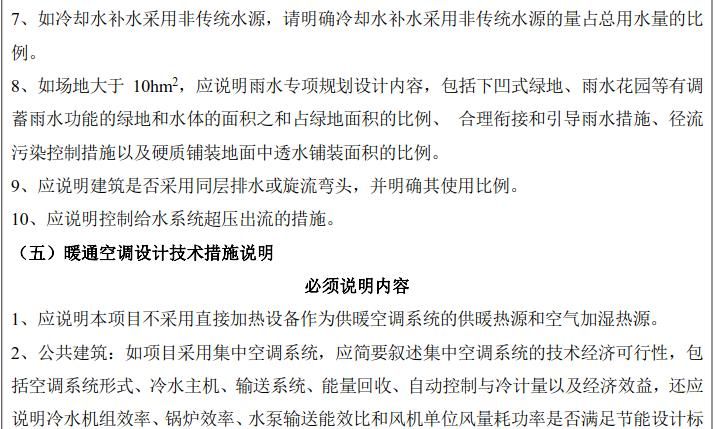 7、如冷却水补水采用非传统水源，请明确冷却水补水采用非传统水源的量占总用水量的比
例。
8、如场地大于 10hm2，应说明雨水专项规划设计内容，包括下凹式绿地、雨水花园等有调
蓄雨水功能的绿地和水体的面积之和占绿地面积的比例、 合理衔接和引导雨水措施、径流
污染控制措施以及硬质铺装地面中透水铺装面积的比例。
9、应说明建筑是否采用同层排水或旋流弯头，并明确其使用比例。
10、应说明控制给水系统超压出流的措施。
（五）暖通空调设计技术措施说明
必须说明内容
1、应说明本项目不采用直接加热设备作为供暖空调系统的供暖热源和空气加湿热源。
2、公共建筑：如项目采用集中空调系统，应简要叙述集中空调系统的技术经济可行性，包
括空调系统形式、冷水主机、输送系统、能量回收、自动控制与冷计量以及经济效益，还应
说明冷水机组效率、锅炉效率、水泵输送能效比和风机单位风量耗功率是否满足节能设计标